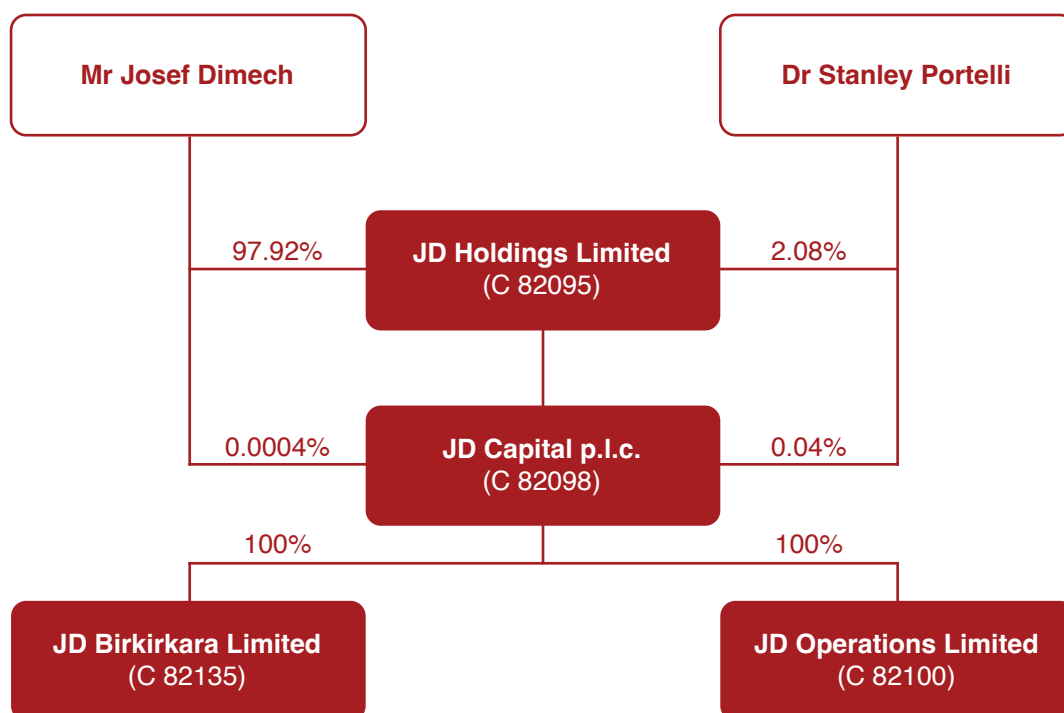 Mr Josef Dimech
Dr Stanley Portelli
97.92%
JD Holdings Limited
(C 82095)
2.08%
0.0004%
JD Capital p.l.c.
(C 82098)
0.04%
100%
100%
JD Birkirkara Limited
(C 82135)
JD Operations Limited
(C 82100)